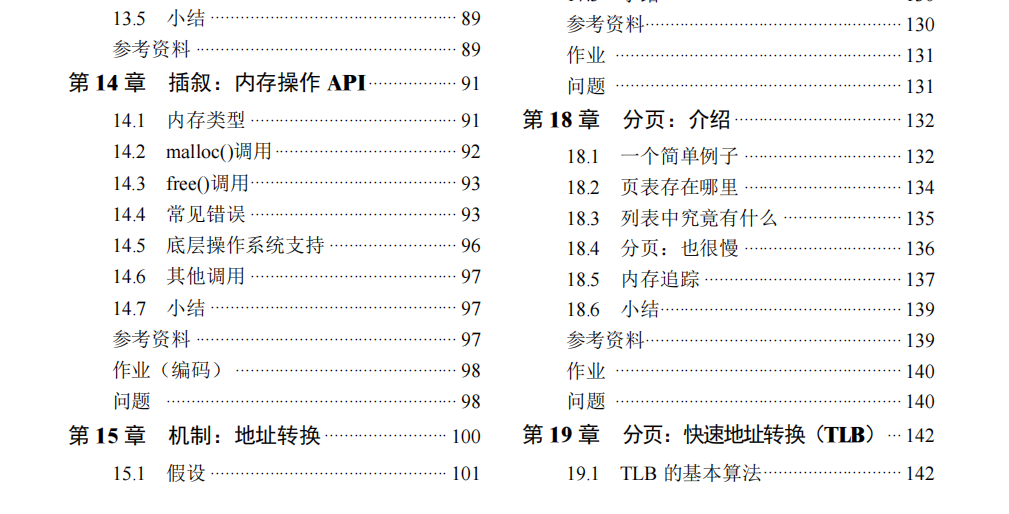 13.5 小结 89
参考资料 89
第 14 章 插叙：内存操作 API 91
14.1 内存类型 91
14.2 malloc()调用 92
14.3 free()调用 93
14.4 常见错误 93
14.5 底层操作系统支持 96
14.6 其他调用 97
14.7 小结 97
参考资料 97
作业（编码） 98
问题 98
第 15 章 机制：地址转换 100
15.1 假设 101
参考资料 130
作业 131
问题 131
第 18 章 分页：介绍 132
18.1 一个简单例子 132
18.2 页表存在哪里 134
18.3 列表中究竟有什么 135
18.4 分页：也很慢 136
18.5 内存追踪 137
18.6 小结 139
参考资料 139
作业 140
问题 140
第 19 章 分页：快速地址转换（TLB） 142
19.1 TLB 的基本算法 142